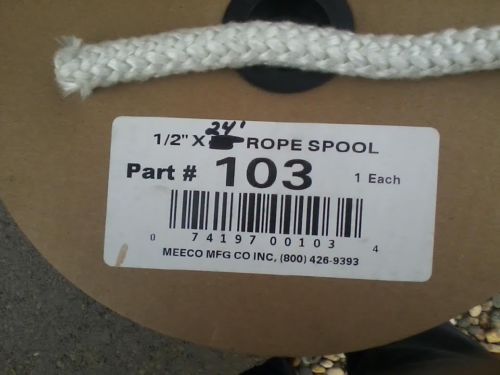 1/2" X 24' ROPE SPOOL
Part # 103 1 Each
0 74197 00103 4
MEECO MFG CO INC, (800) 426-9393